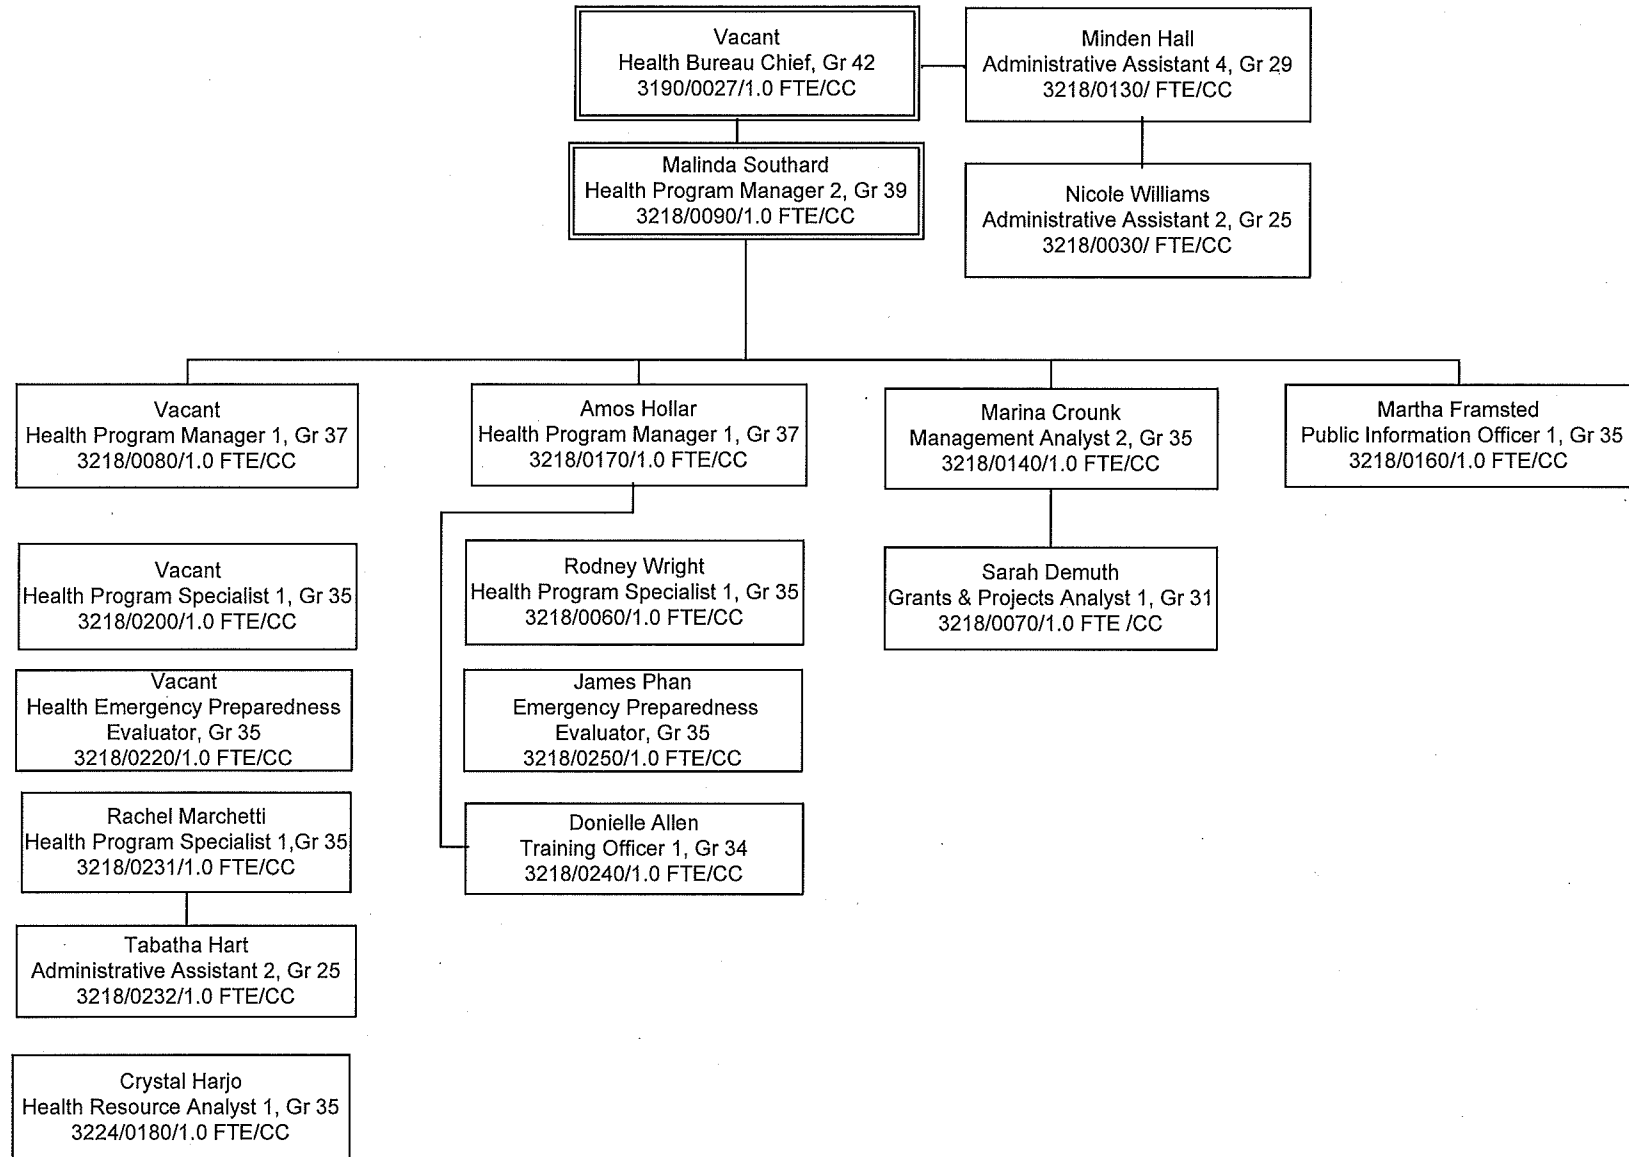 Vacant
Health Bureau Chief, Gr 42
3190/0027/1.0 FTE/CC
Minden Hall
Administrative Assistant 4, Gr 29
3218/0130/ FTE/CC
Malinda Southard
Health Program Manager 2, Gr 39
3218/0090/1.0 FTE/CC
Nicole Williams
Administrative Assistant 2, Gr 25
3218/0030/ FTE/CC
Vacant
Health Program Manager 1, Gr 37
3218/0080/1.0 FTE/CC
Amos Hollar
Health Program Manager 1, Gr 37
3218/0170/1.0 FTE/CC
Marina Crounk
Management Analyst 2, Gr 35
3218/0140/1.0 FTE/CC
Martha Framsted
Public Information Officer 1, Gr 35
3218/0160/1.0 FTE/CC
Vacant
Health Program Specialist 1, Gr 35
3218/0200/1.0 FTE/CC
Rodney Wright
Health Program Specialist 1, Gr 35
3218/0060/1.0 FTE/CC
Sarah Demuth
Grants & Projects Analyst 1, Gr 31
3218/0070/1.0 FTE /CC
Vacant
Health Emergency Preparedness
Evaluator, Gr 35
3218/0220/1.0 FTE/CC
James Phan
Emergency Preparedness
Evaluator, Gr 35
3218/0250/1.0 FTE/CC
Rachel Marchetti
Health Program Specialist 1,Gr 35
3218/0231/1.0 FTE/CC
Donielle Allen
Training Officer 1, Gr 34
3218/0240/1.0 FTE/CC
Tabatha Hart
Administrative Assistant 2, Gr 25
3218/0232/1.0 FTE/CC
Crystal Harjo
Health Resource Analyst 1, Gr 35
3224/0180/1.0 FTE/CC